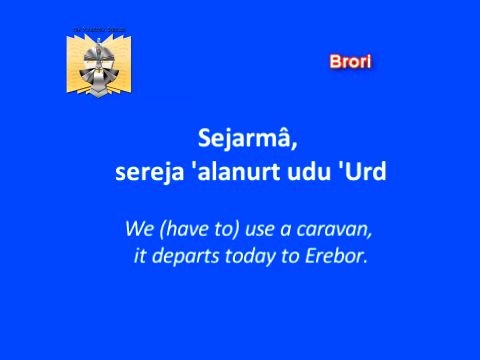 Brori
Sejarmâ,
sereja 'alanurt udu 'Urd
We (have to) use a caravan,
it departs today to Erebor.